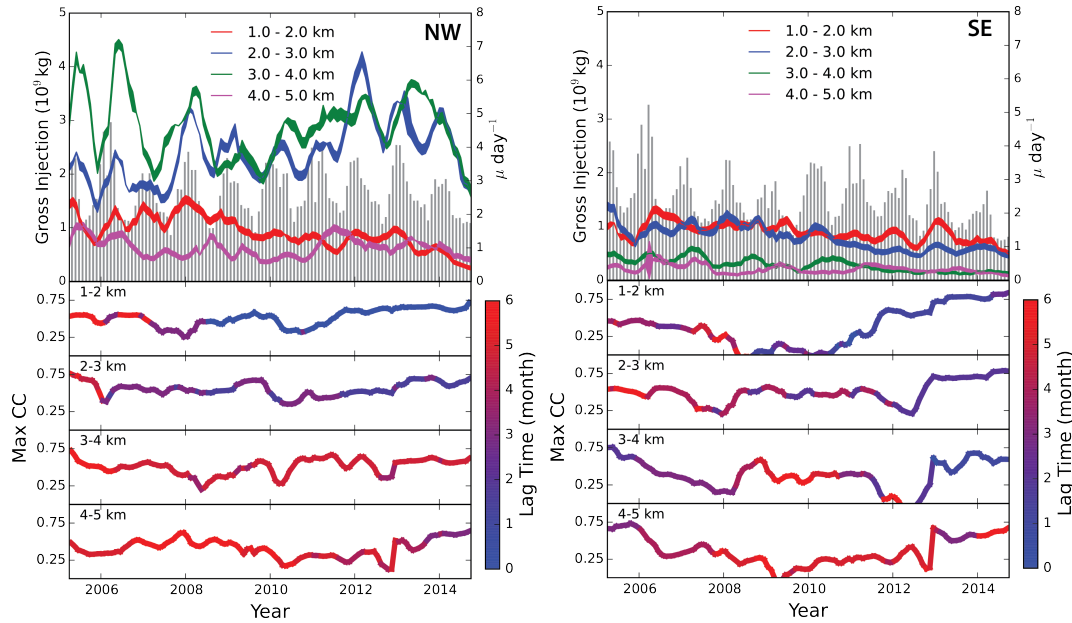 NW
1.0 - 2.0 km
2.0 - 3.0 km
3.0 - 4.0 km
4.0 - 5.0 km
Gross Injection (10⁹ kg)
5
4
3
2
1
0
8
7
6
5
4
3
2
1
0
μ day⁻¹
1-2 km
0.75
0.25
2-3 km
0.75
0.25
3-4 km
0.75
0.25
4-5 km
0.75
0.25
Max CC
2006
2008
2010
2012
2014
Year
6
5
4
3
2
1
0
Lag Time (month)
SE
1.0 - 2.0 km
2.0 - 3.0 km
3.0 - 4.0 km
4.0 - 5.0 km
Gross Injection (10⁹ kg)
5
4
3
2
1
0
8
7
6
5
4
3
2
1
0
μ day⁻¹
1-2 km
0.75
0.25
2-3 km
0.75
0.25
3-4 km
0.75
0.25
4-5 km
0.75
0.25
Max CC
2006
2008
2010
2012
2014
Year
6
5
4
3
2
1
0
Lag Time (month)